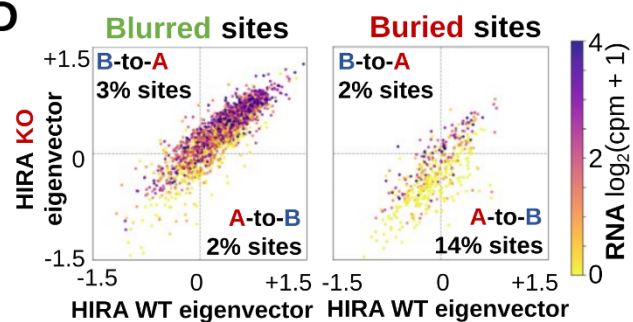 D
Blurred sites
Buried sites
+1.5
0
-1.5
HIRA KO
eigenvector
B-to-A
3% sites
A-to-B
2% sites
-1.5 0 +1.5
HIRA WT eigenvector
B-to-A
2% sites
A-to-B
14% sites
-1.5 0 +1.5
HIRA WT eigenvector
4
2
0
RNA log2(cpm + 1)